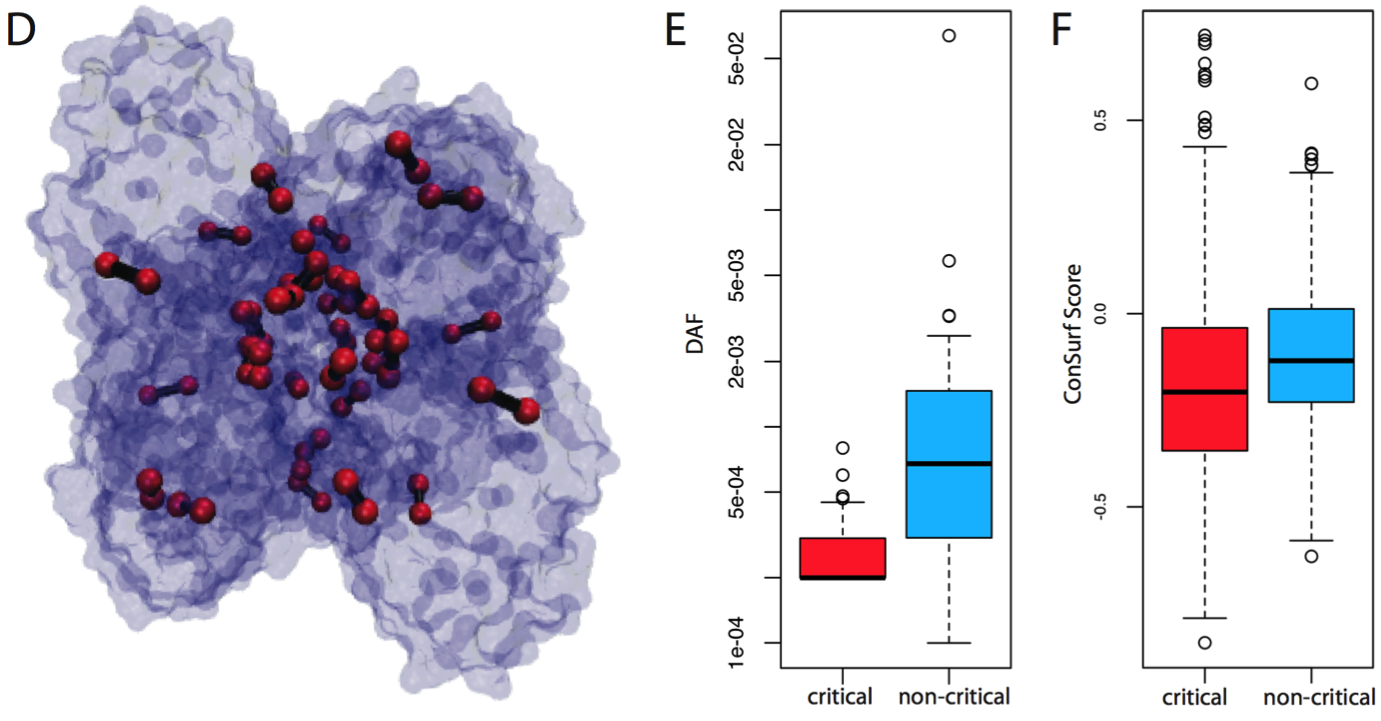 D
E
F
DAF
5e-02
2e-02
5e-03
2e-03
5e-04
1e-04
critical
non-critical
ConSurf Score
0.5
0.0
-0.5
critical
non-critical